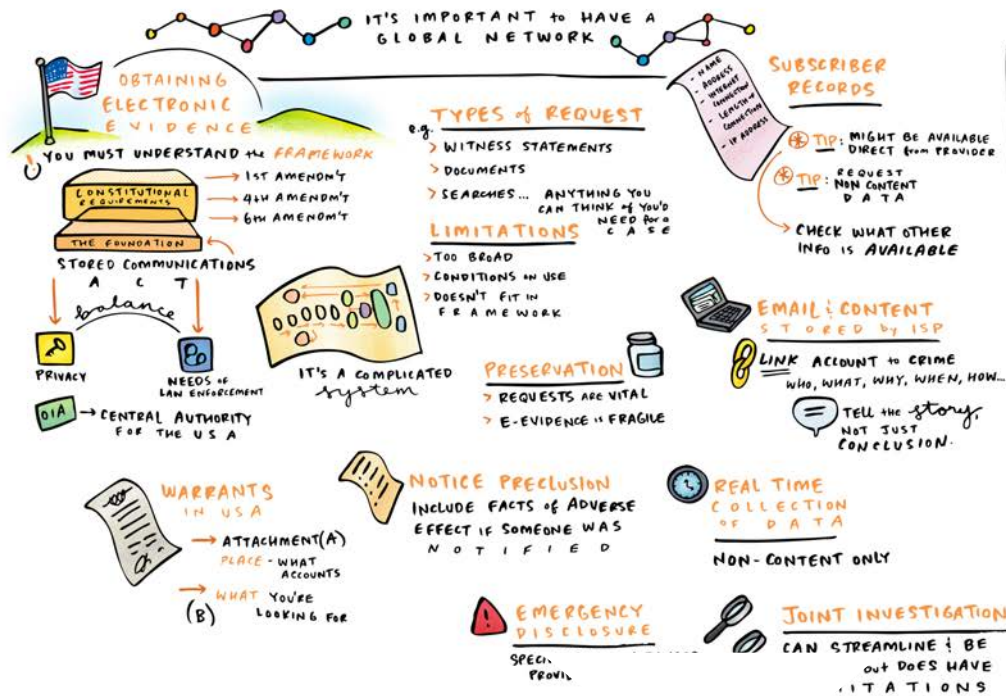 IT'S IMPORTANT to HAVE A
GLOBAL NETWORK
OBTAINING
ELECTRONIC
EVIDENCE
! YOU MUST UNDERSTAND the FRAMEWORK
CONSTITUTIONAL
REQUIREMENTS
→ 1ST AMENDM'T
→ 4th AMENDM'T
→ 6th AMENDM'T
THE FOUNDATION
STORED COMMUNICATIONS
ACT
balance
PRIVACY
NEEDS of
LAW ENFORCEMENT
OIA → CENTRAL AUTHORITY
FOR THE USA
TYPES of REQUEST
e.g.
> WITNESS STATEMENTS
> DOCUMENTS
> SEARCHES... ANYTHING YOU
CAN THINK of YOU'D
NEED for a
CASE
LIMITATIONS
> TOO BROAD
> CONDITIONS ON USE
> DOESN'T FIT IN
FRAMEWORK
IT'S A COMPLICATED
system
PRESERVATION
> REQUESTS ARE VITAL
> E-EVIDENCE is FRAGILE
- NAME
- ADDRESS
- INTERNET
CONNECTION
- LENGTH of
CONNECTION
- IP ADDRESS
SUBSCRIBER
RECORDS
* TIP: MIGHT BE AVAILABLE
DIRECT from PROVIDER
* TIP: REQUEST
NON CONTENT
DATA
CHECK WHAT OTHER
INFO is AVAILABLE
EMAIL & CONTENT
STORED by ISP
LINK ACCOUNT to CRIME
WHO, WHAT, WHY, WHEN, HOW...
TELL the story,
NOT JUST
CONCLUSION.
WARRANTS
IN USA
→ ATTACHMENT (A)
PLACE - WHAT
ACCOUNTS
→ WHAT YOU'RE
(B) LOOKING FOR
NOTICE PRECLUSION
INCLUDE FACTS of ADVERSE
EFFECT IF SOMEONE WAS
NOTIFIED
REAL TIME
COLLECTION
OF DATA
NON-CONTENT ONLY
! EMERGENCY
DISCLOSURE
JOINT INVESTIGATION
CAN STREAMLINE & BE
DOES HAVE